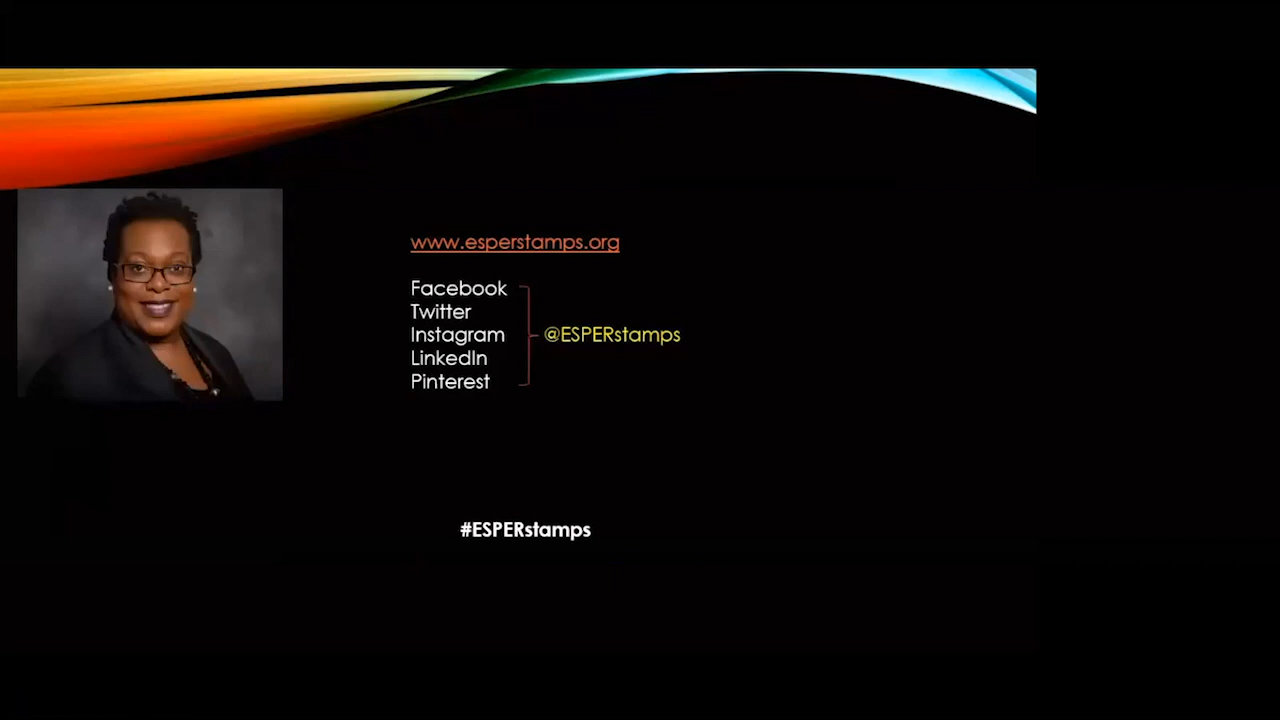 www.esperstamps.org
Facebook
Twitter
Instagram
LinkedIn
Pinterest
@ESPERstamps
#ESPERstamps